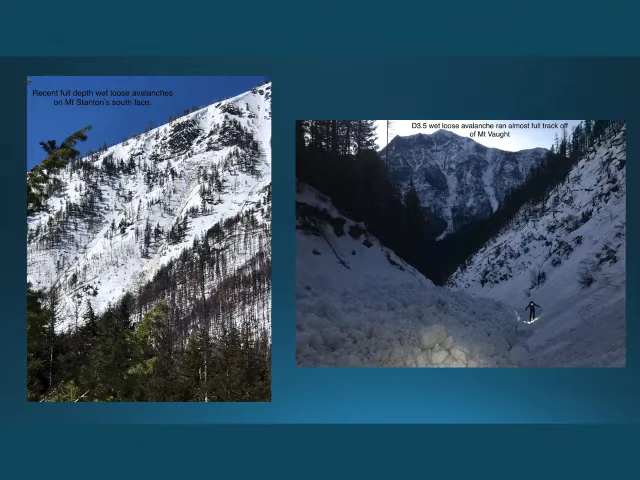 Recent full depth wet loose avalanches
on Mt Stanton's south face.
D3.5 wet loose avalanche ran almost full track off
of Mt Vaught